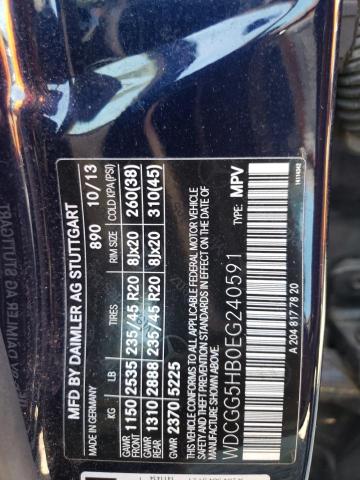 MFD BY DAIMLER AG STUTTGART
MADE IN GERMANY 890 10/13
KG LB TIRES RIM SIZE COLD KPA(PSI)
GAWR FRONT 1150 2535 235/45 R20 8Jx20 260(38)
GAWR REAR 1310 2888 235/45 R20 8Jx20 310(45)
GVWR 2370 5225
THIS VEHICLE CONFORMS TO ALL APPLICABLE FEDERAL MOTOR VEHICLE
SAFETY, BUMPER, AND THEFT PREVENTION STANDARDS IN EFFECT ON THE DATE OF
MANUFACTURE SHOWN ABOVE.
TYPE: MPV
WDCGG5HB0EG240591
A 204 817 78 20